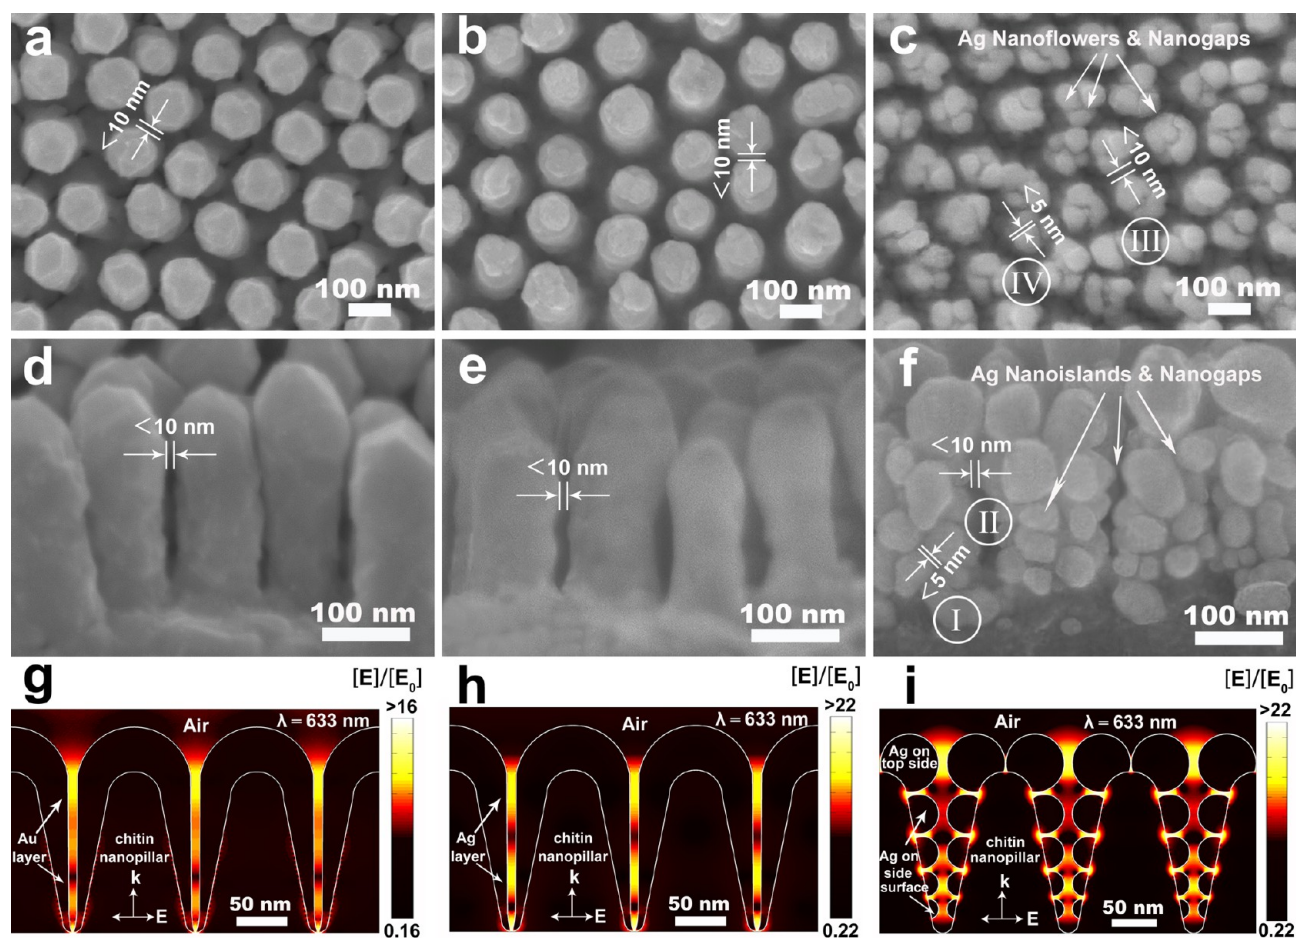 a
<10 nm
100 nm
b
<10 nm
100 nm
c
Ag Nanoflowers & Nanogaps
<10 nm
<5 nm
III
IV
100 nm
d
<10 nm
100 nm
e
<10 nm
100 nm
f
Ag Nanoislands & Nanogaps
<10 nm
II
<5 nm
I
100 nm
g
[E]/[E0]
>16
Air
λ = 633 nm
Au
layer
chitin
nanopillar
k
E
50 nm
0.16
h
[E]/[E0]
>22
Air
λ = 633 nm
Ag
layer
chitin
nanopillar
k
E
50 nm
0.22
i
[E]/[E0]
>22
Air
λ = 633 nm
Ag on
top side
Ag on
side
surface
chitin
nanopillar
k
E
50 nm
0.22